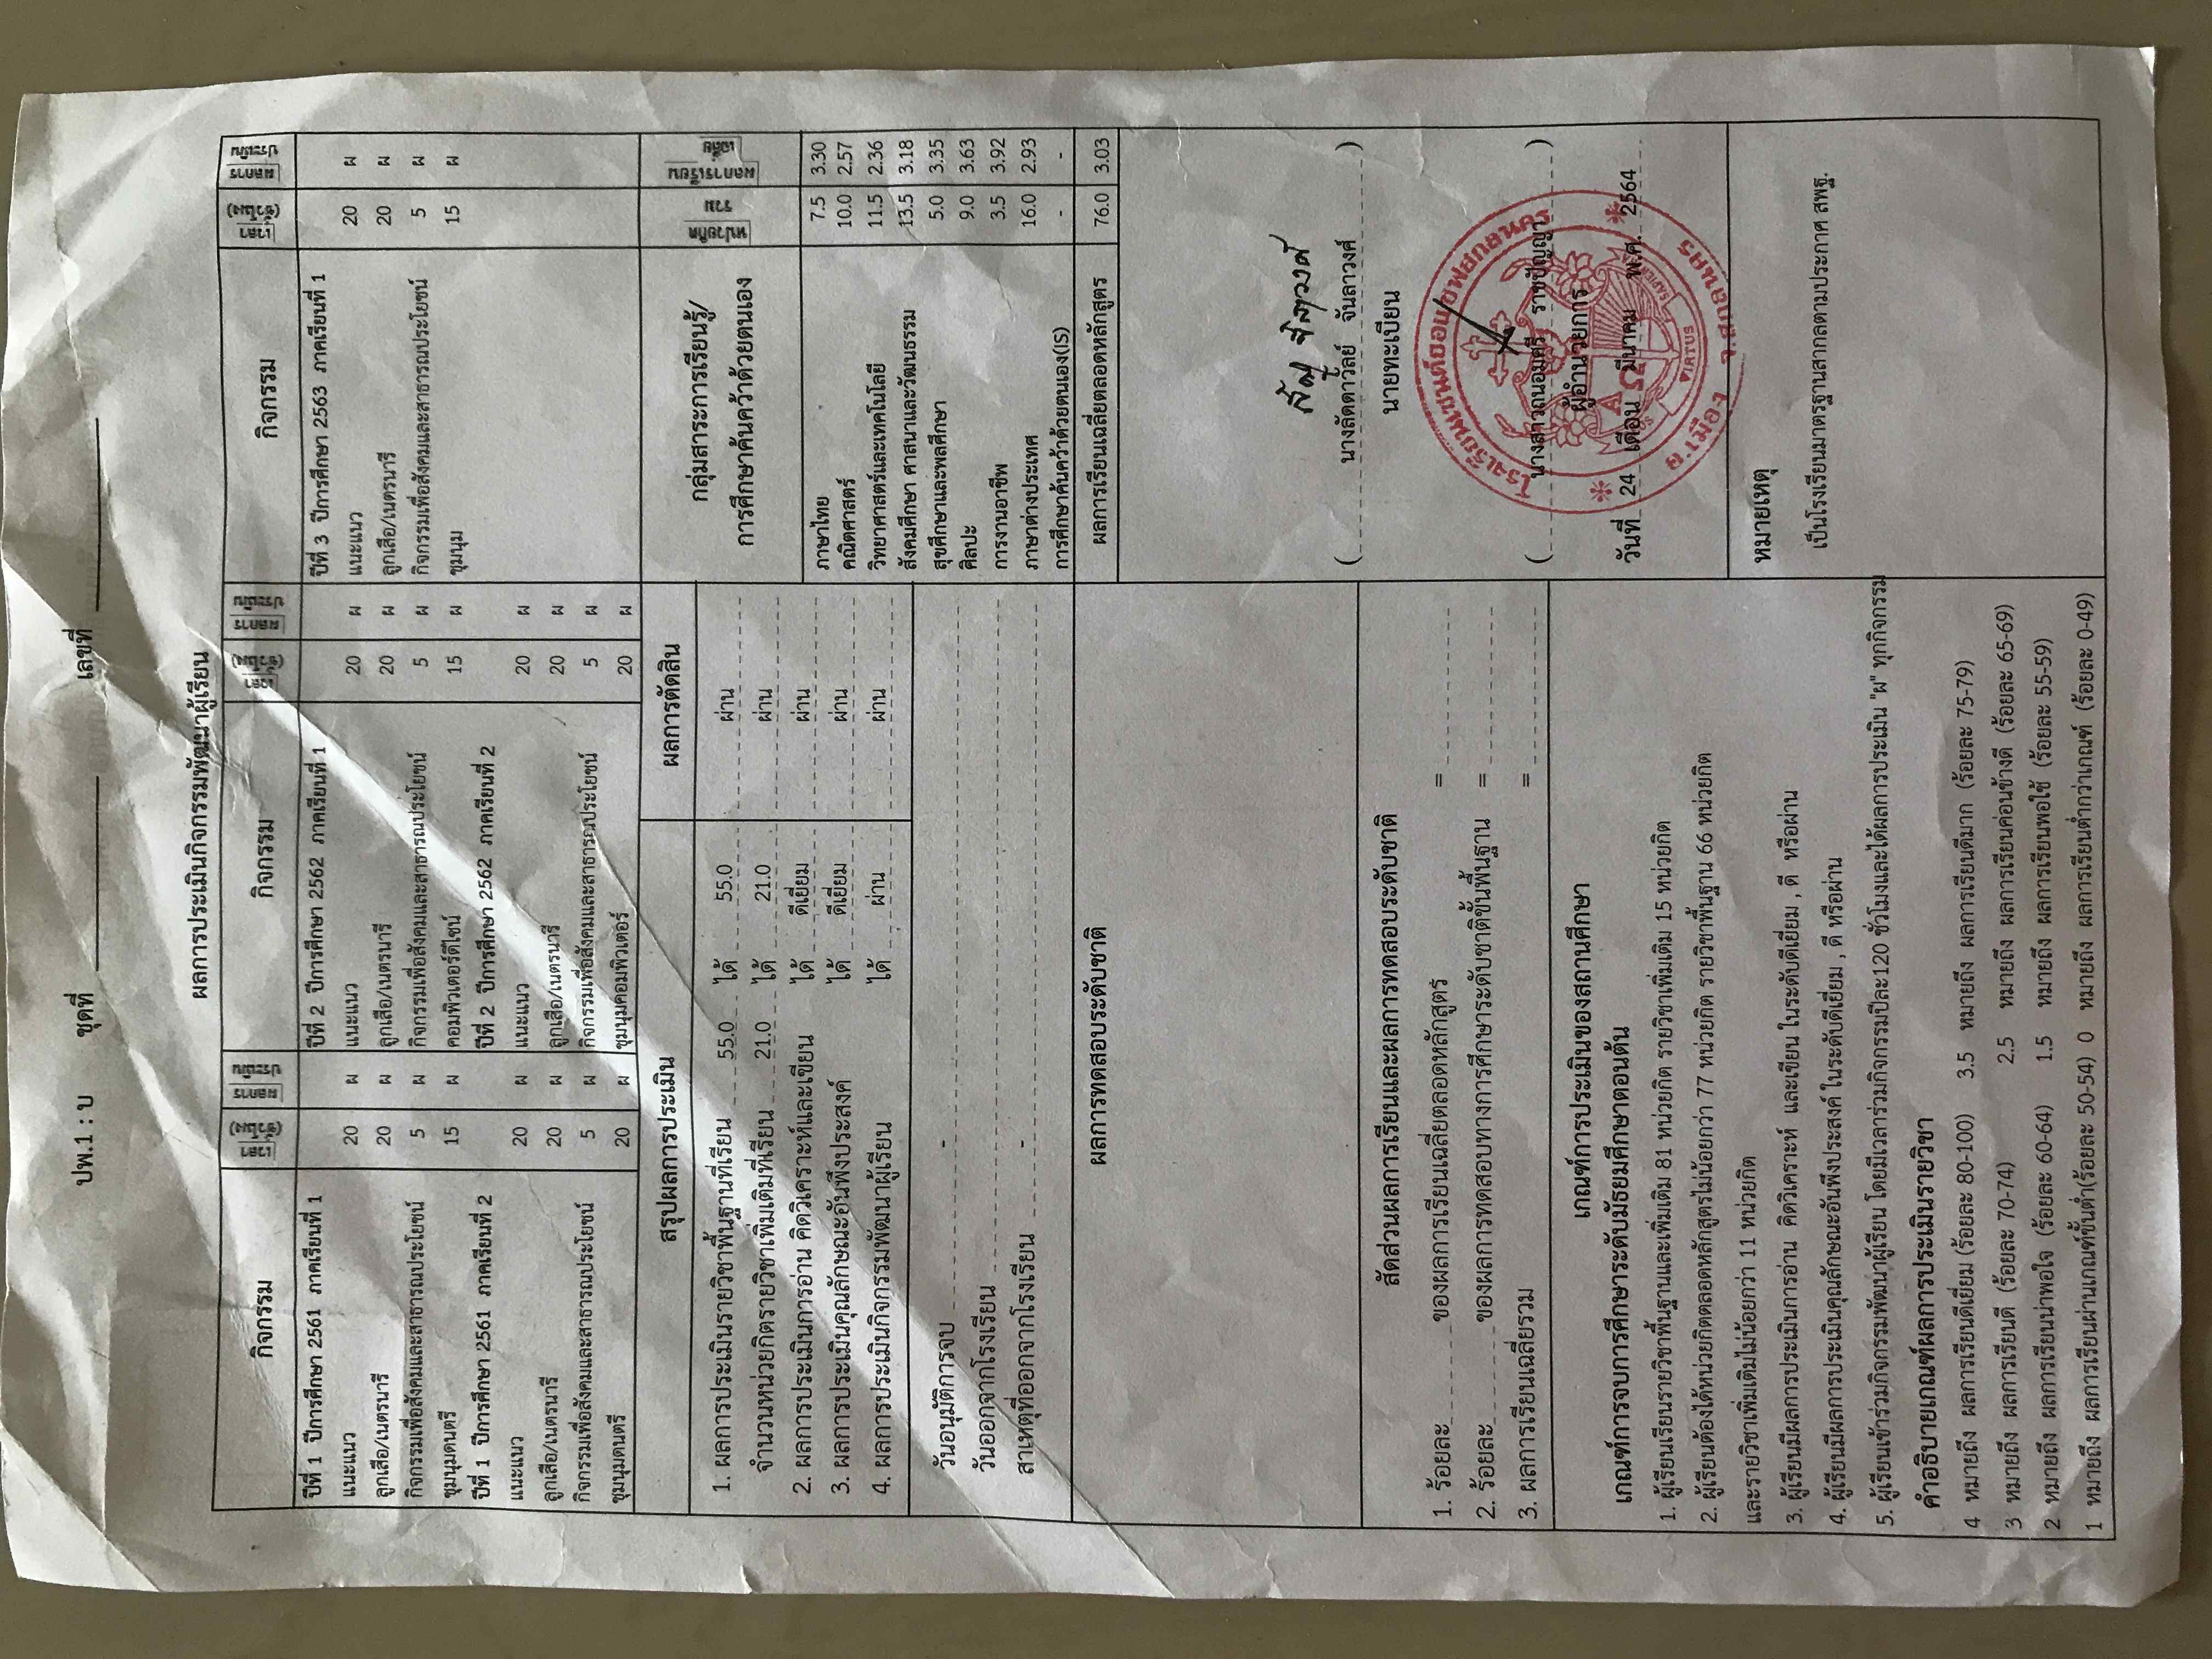 ปพ.1 : บ ชุดที่ เลขที่
ผลการประเมินกิจกรรมพัฒนาผู้เรียน
กิจกรรม เวลา (ชั่วโมง) ผลการประเมิน กิจกรรม เวลา (ชั่วโมง) ผลการประเมิน กิจกรรม เวลา (ชั่วโมง) ผลการประเมิน
ปีที่ 1 ปีการศึกษา 2561 ภาคเรียนที่ 1 ปีที่ 2 ปีการศึกษา 2562 ภาคเรียนที่ 1 ปีที่ 3 ปีการศึกษา 2563 ภาคเรียนที่ 1
แนะแนว 20 ผ แนะแนว 20 ผ แนะแนว 20 ผ
ลูกเสือ/เนตรนารี 20 ผ ลูกเสือ/เนตรนารี 20 ผ ลูกเสือ/เนตรนารี 20 ผ
กิจกรรมเพื่อสังคมและสาธารณประโยชน์ 5 ผ กิจกรรมเพื่อสังคมและสาธารณประโยชน์ 5 ผ กิจกรรมเพื่อสังคมและสาธารณประโยชน์ 5 ผ
ชุมนุมดนตรี 15 ผ คอมพิวเตอร์ดีไซน์ 15 ผ ชุมนุม 15 ผ
ปีที่ 1 ปีการศึกษา 2561 ภาคเรียนที่ 2 ปีที่ 2 ปีการศึกษา 2562 ภาคเรียนที่ 2
แนะแนว 20 ผ แนะแนว 20 ผ
ลูกเสือ/เนตรนารี 20 ผ ลูกเสือ/เนตรนารี 20 ผ
กิจกรรมเพื่อสังคมและสาธารณประโยชน์ 5 ผ กิจกรรมเพื่อสังคมและสาธารณประโยชน์ 5 ผ
ชุมนุมดนตรี 20 ผ ชุมนุมคอมพิวเตอร์ 20 ผ
สรุปผลการประเมิน ผลการตัดสิน
1. ผลการประเมินรายวิชาพื้นฐานที่เรียน 55.0 ได้ 55.0 ผ่าน
จำนวนหน่วยกิตรายวิชาเพิ่มเติมที่เรียน 21.0 ได้ 21.0 ผ่าน
2. ผลการประเมินการอ่าน คิดวิเคราะห์และเขียน ได้ ดีเยี่ยม ผ่าน
3. ผลการประเมินคุณลักษณะอันพึงประสงค์ ได้ ดีเยี่ยม ผ่าน
4. ผลการประเมินกิจกรรมพัฒนาผู้เรียน ได้ ผ่าน ผ่าน
วันอนุมัติการจบ -
วันออกจากโรงเรียน
สาเหตุที่ออกจากโรงเรียน -
กลุ่มสาระการเรียนรู้/ หน่วยกิตรวม ผลการเรียนเฉลี่ย
การศึกษาค้นคว้าด้วยตนเอง
ภาษาไทย 7.5 3.30
คณิตศาสตร์ 10.0 2.57
วิทยาศาสตร์และเทคโนโลยี 11.5 2.36
สังคมศึกษา ศาสนาและวัฒนธรรม 13.5 3.18
สุขศึกษาและพลศึกษา 5.0 3.35
ศิลปะ 9.0 3.63
การงานอาชีพ 3.5 3.92
ภาษาต่างประเทศ 16.0 2.93
การศึกษาค้นคว้าด้วยตนเอง(IS) - -
ผลการเรียนเฉลี่ยตลอดหลักสูตร 76.0 3.03
ผลการทดสอบระดับชาติ
สัดส่วนผลการเรียนและผลการทดสอบระดับชาติ
1. ร้อยละ ของผลการเรียนเฉลี่ยตลอดหลักสูตร =
2. ร้อยละ ของผลการทดสอบทางการศึกษาระดับชาติขั้นพื้นฐาน =
3. ผลการเรียนเฉลี่ยรวม =
เกณฑ์การประเมินของสถานศึกษา
เกณฑ์การจบการศึกษาระดับมัธยมศึกษาตอนต้น
1. ผู้เรียนเรียนรายวิชาพื้นฐานและเพิ่มเติม 81 หน่วยกิต รายวิชาเพิ่มเติม 15 หน่วยกิต
2. ผู้เรียนต้องได้หน่วยกิตตลอดหลักสูตรไม่น้อยกว่า 77 หน่วยกิต รายวิชาพื้นฐาน 66 หน่วยกิต
และรายวิชาเพิ่มเติมไม่น้อยกว่า 11 หน่วยกิต
3. ผู้เรียนมีผลการประเมินการอ่าน คิดวิเคราะห์ และเขียน ในระดับดีเยี่ยม , ดี หรือผ่าน
4. ผู้เรียนมีผลการประเมินคุณลักษณะอันพึงประสงค์ ในระดับดีเยี่ยม , ดี หรือผ่าน
5. ผู้เรียนเข้าร่วมกิจกรรมพัฒนาผู้เรียน โดยมีเวลาร่วมกิจกรรมปีละ120 ชั่วโมงและได้ผลการประเมิน "ผ" ทุกกิจกรรม
คำอธิบายเกณฑ์ผลการประเมินรายวิชา
4 หมายถึง ผลการเรียนดีเยี่ยม (ร้อยละ 80-100) 3.5 หมายถึง ผลการเรียนดีมาก (ร้อยละ 75-79)
3 หมายถึง ผลการเรียนดี (ร้อยละ 70-74) 2.5 หมายถึง ผลการเรียนค่อนข้างดี (ร้อยละ 65-69)
2 หมายถึง ผลการเรียนน่าพอใจ (ร้อยละ 60-64) 1.5 หมายถึง ผลการเรียนพอใช้ (ร้อยละ 55-59)
1 หมายถึง ผลการเรียนผ่านเกณฑ์ขั้นต่ำ(ร้อยละ 50-54) 0 หมายถึง ผลการเรียนต่ำกว่าเกณฑ์ (ร้อยละ 0-49)
( นางลัดดาวัลย์ จันลาวงศ์ )
นายทะเบียน
โรงเรียนเซนต์ยอแซฟสกลนคร
( นางสาวถนอมศรี ราชปัญญา )
ผู้อำนวยการ
วันที่ 24 เดือน มีนาคม พ.ศ. 2564
ΑΩ
VIRTUS
อ.เมือง จ.สกลนคร
หมายเหตุ
เป็นโรงเรียนมาตรฐานสากลตามประกาศ สพฐ.